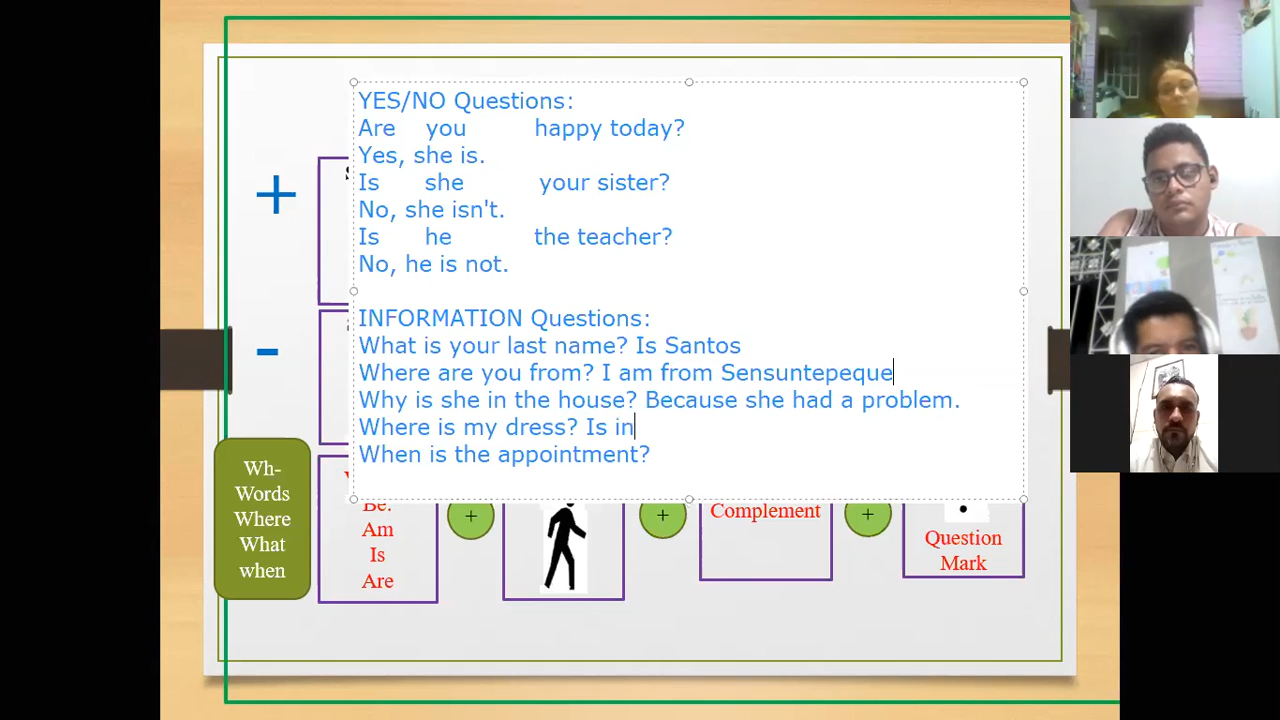 YES/NO Questions:
Are you happy today?
Yes, she is.
Is she your sister?
No, she isn't.
Is he the teacher?
No, he is not.
INFORMATION Questions:
What is your last name? Is Santos
Where are you from? I am from Sensuntepeque
Why is she in the house? Because she had a problem.
Where is my dress? Is in
When is the appointment?
+
-
Wh-
Words
Where
What
when
Be:
Am
Is
Are
+
+
Complement
+
Question
Mark